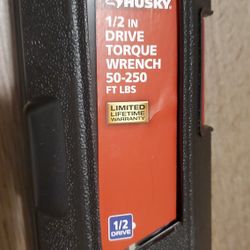 HUSKY
1/2 IN
DRIVE
TORQUE
WRENCH
50-250
FT LBS
LIMITED
LIFETIME
WARRANTY
1/2
DRIVE